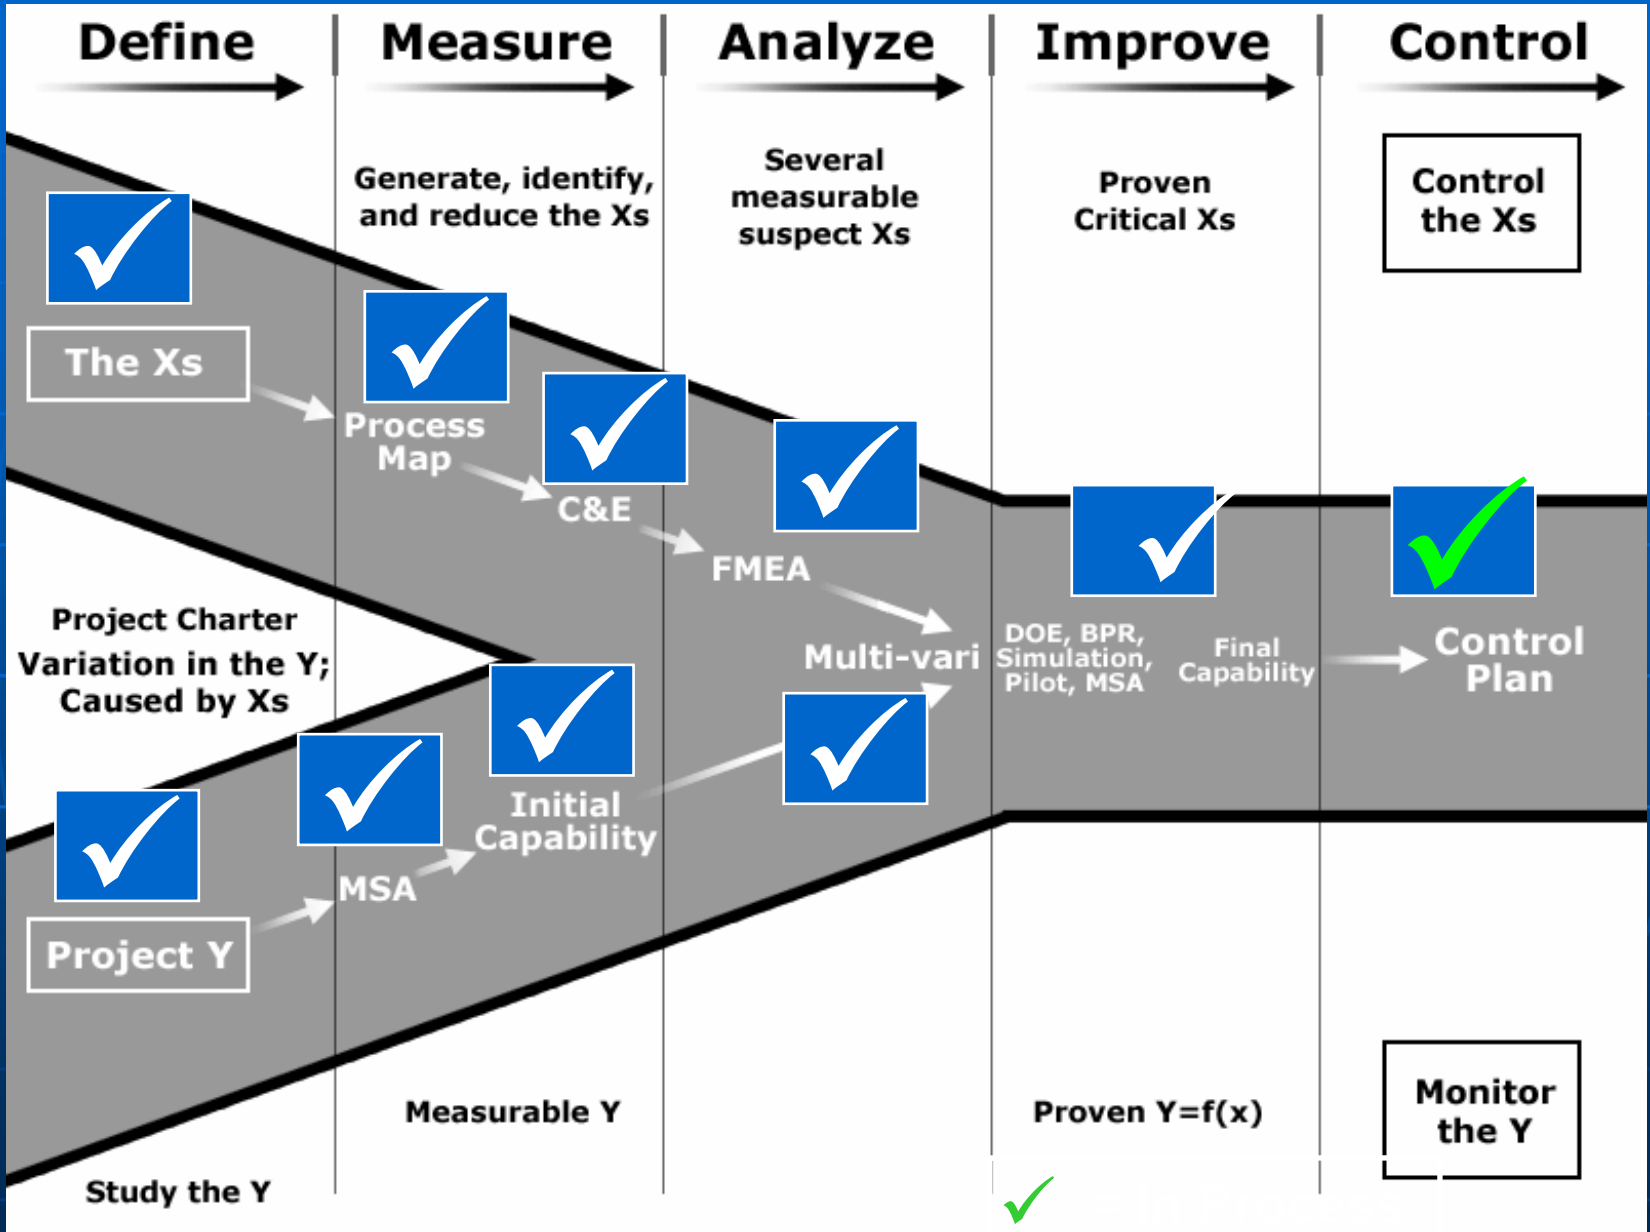 Define
Measure
Analyze
Improve
Control
Generate, identify,
and reduce the Xs
Several
measurable
suspect Xs
Proven
Critical Xs
Control
the Xs
The Xs
Process
Map
C&E
FMEA
Multi-vari
DOE, BPR,
Simulation,
Pilot, MSA
Final
Capability
Control
Plan
Project Charter
Variation in the Y;
Caused by Xs
Initial
Capability
MSA
Project Y
Study the Y
Measurable Y
Proven Y=f(x)
Monitor
the Y